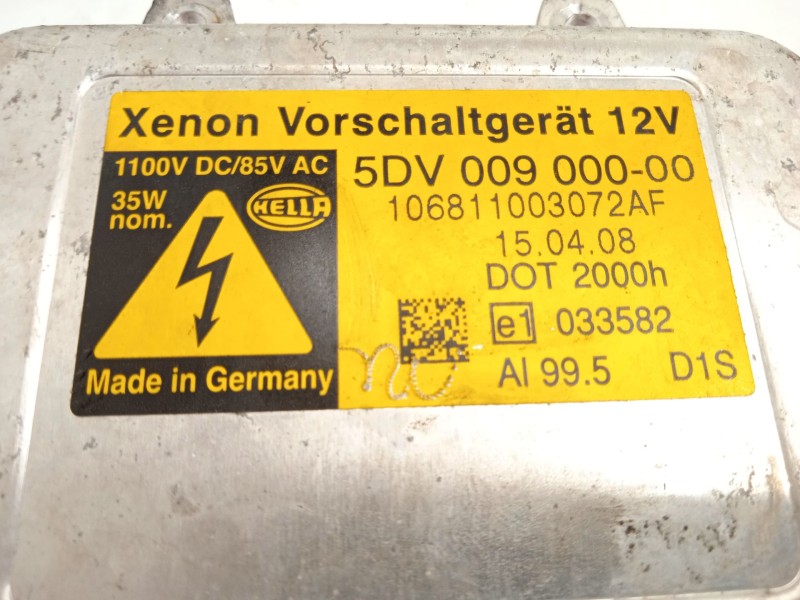 Xenon Vorschaltgerät 12V
1100V DC/85V AC
35W
nom.
HELLA
Made in Germany
5DV 009 000-00
106811003072AF
15.04.08
DOT 2000h
e1 033582
Al 99.5 D1S